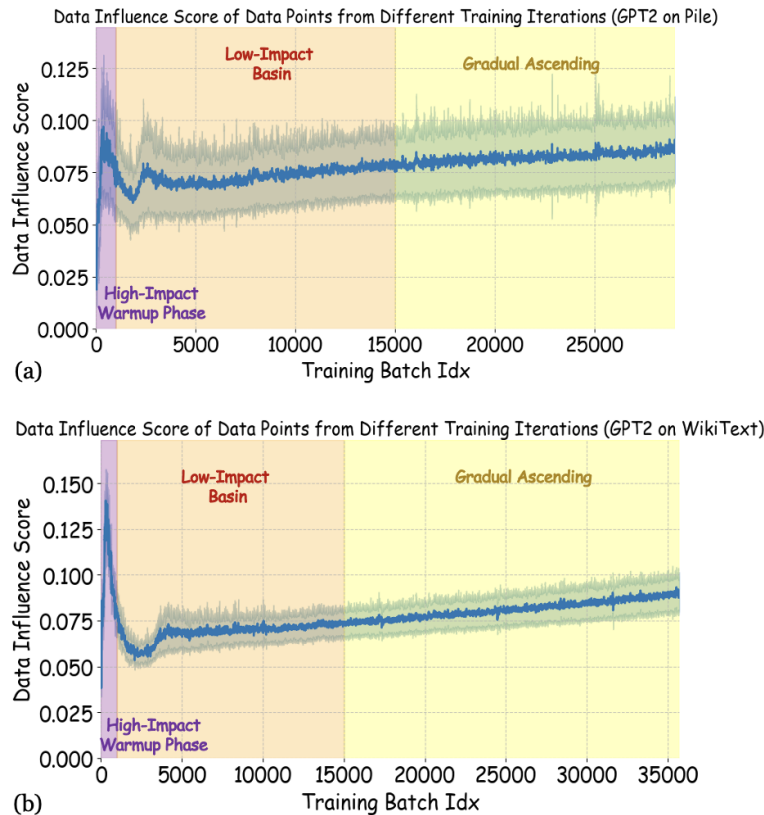 Data Influence Score of Data Points from Different Training Iterations (GPT2 on Pile)
Data Influence Score
0.125
0.100
0.075
0.050
0.025
0.000
Low-Impact
Basin
Gradual Ascending
High-Impact
Warmup Phase
0 5000 10000 15000 20000 25000
Training Batch Idx
(a)
Data Influence Score of Data Points from Different Training Iterations (GPT2 on WikiText)
Data Influence Score
0.150
0.125
0.100
0.075
0.050
0.025
0.000
Low-Impact
Basin
Gradual Ascending
High-Impact
Warmup Phase
0 5000 10000 15000 20000 25000 30000 35000
Training Batch Idx
(b)